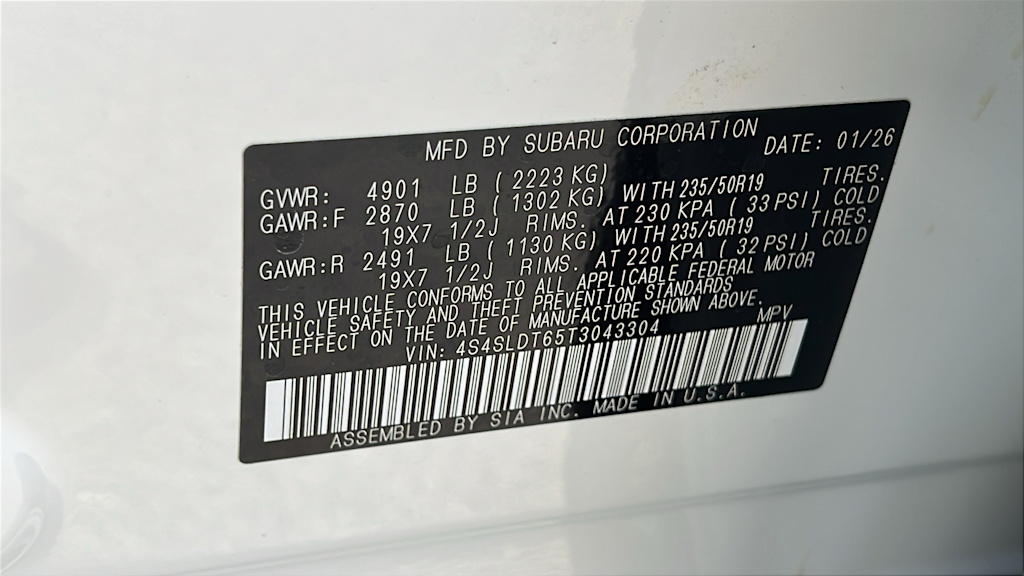 MFD BY SUBARU CORPORATION DATE: 01/26
GVWR: 4901 LB ( 2223 KG)
GAWR:F 2870 LB ( 1302 KG) WITH 235/50R19 TIRES.
19X7 1/2J RIMS. AT 230 KPA ( 33 PSI) COLD
GAWR:R 2491 LB ( 1130 KG) WITH 235/50R19 TIRES.
19X7 1/2J RIMS. AT 220 KPA ( 32 PSI) COLD
THIS VEHICLE CONFORMS TO ALL APPLICABLE FEDERAL MOTOR
VEHICLE SAFETY AND THEFT PREVENTION STANDARDS
IN EFFECT ON THE DATE OF MANUFACTURE SHOWN ABOVE.
VIN: 4S4SLDT65T3043304 MPV
ASSEMBLED BY SIA INC. MADE IN U.S.A.